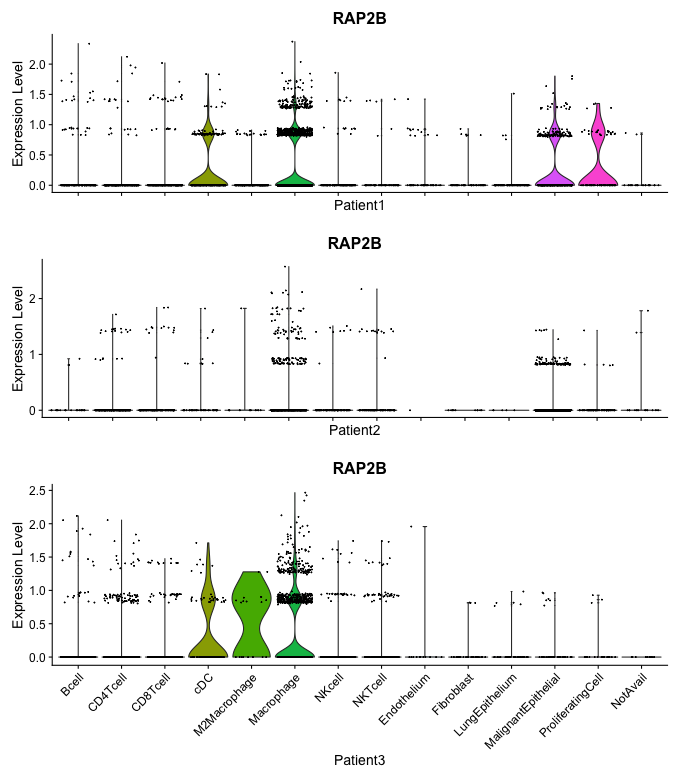 RAP2B
Expression Level
2.0
1.5
1.0
0.5
0.0
Patient1
RAP2B
Expression Level
2
1
0
Patient2
RAP2B
Expression Level
2.5
2.0
1.5
1.0
0.5
0.0
Bcell
CD4Tcell
CD8Tcell
cDC
M2Macrophage
Macrophage
NKcell
NKTcell
Endothelium
Fibroblast
LungEpithelium
MalignantEpithelial
ProliferatingCell
NotAvail
Patient3